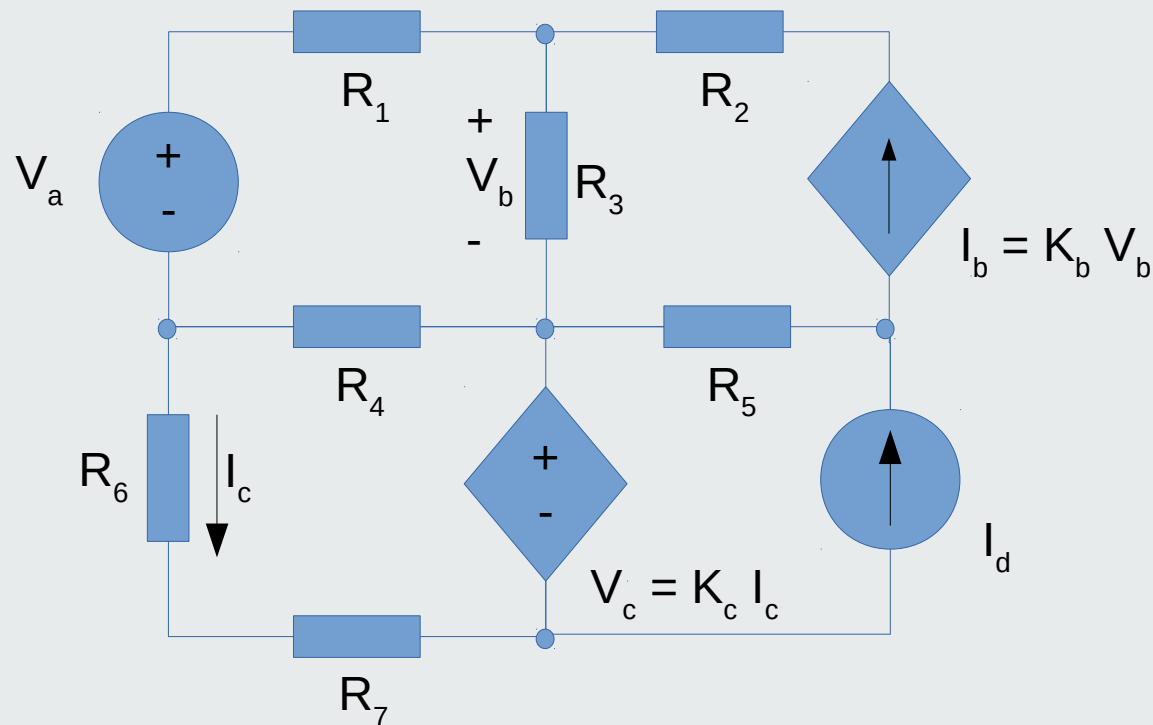 R1
R2
+
-
Va
+
Vb
-
R3
Ib = Kb Vb
R4
R5
R6
Ic
+
-
Vc = Kc Ic
Id
R7